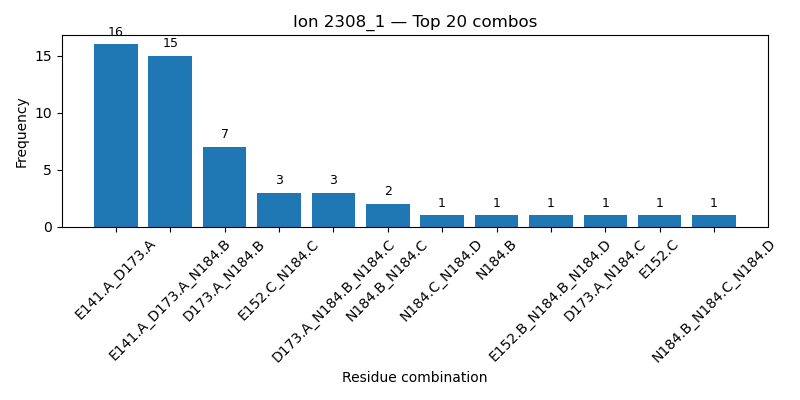 Ion 2308_1 — Top 20 combos
Frequency
15
10
5
0
16
15
7
3
3
2
1
1
1
1
1
1
E141.A_D173.A
E141.A_D173.A_N184.B
D173.A_N184.B
E152.C_N184.C
D173.A_N184.B_N184.C
N184.B_N184.C
N184.C_N184.D
N184.B
E152.B_N184.B_N184.D
D173.A_N184.C
E152.C
N184.B_N184.C_N184.D
Residue combination